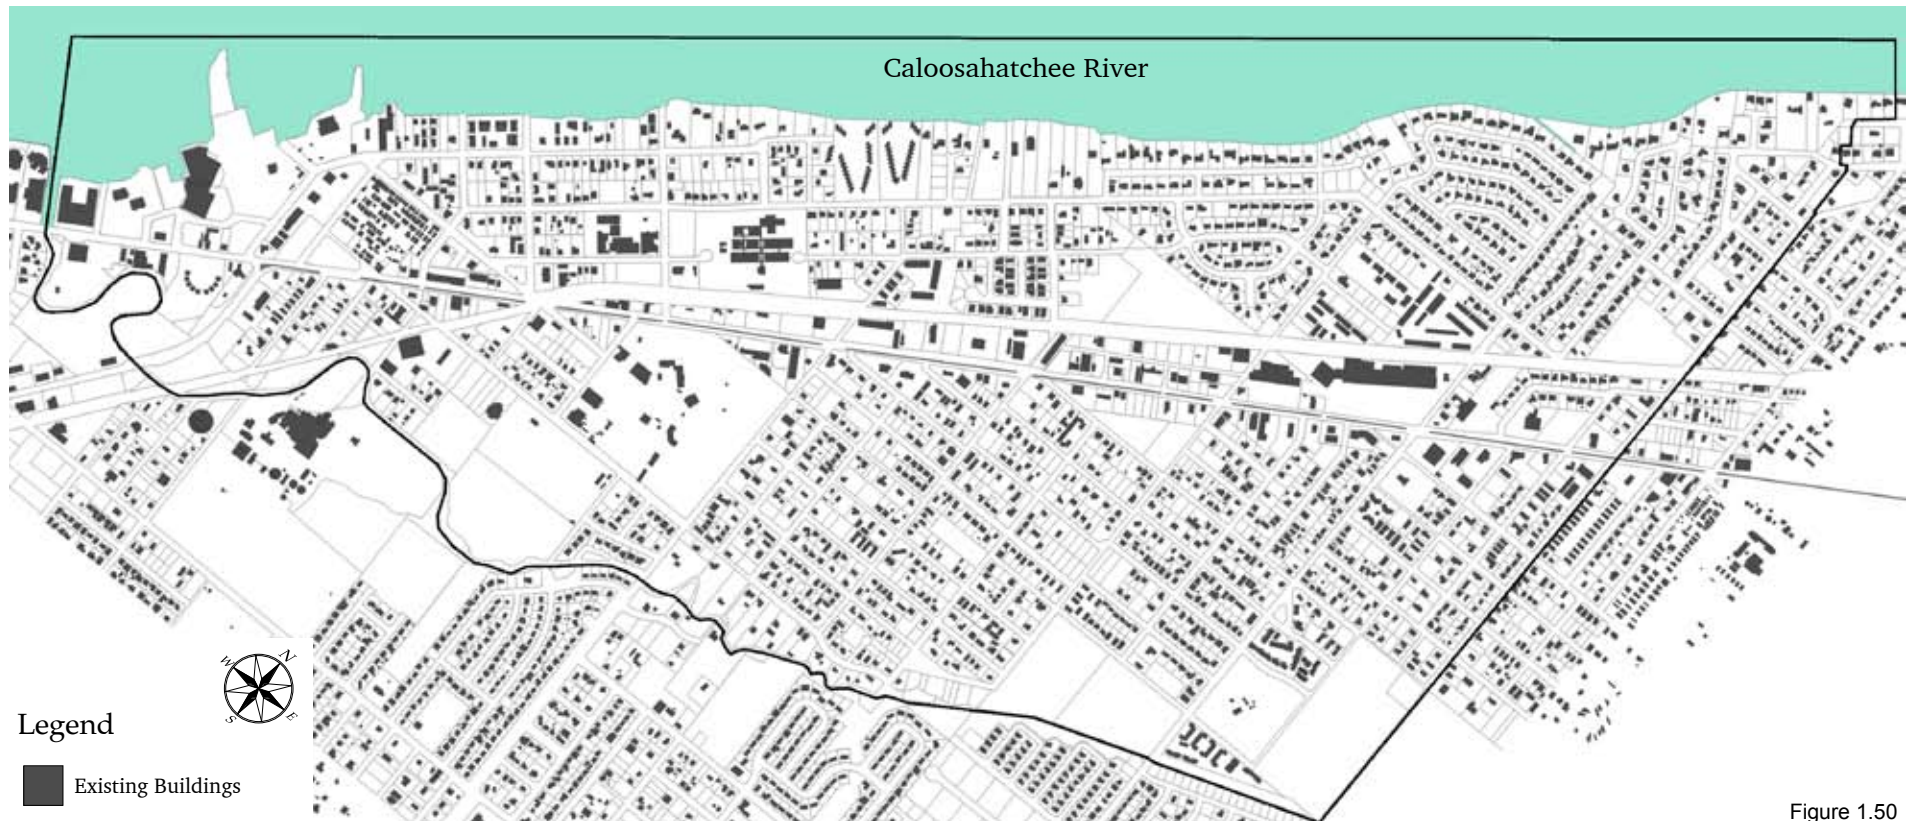 Caloosahatchee River
W
N
S
E
Legend
Existing Buildings
Figure 1.50